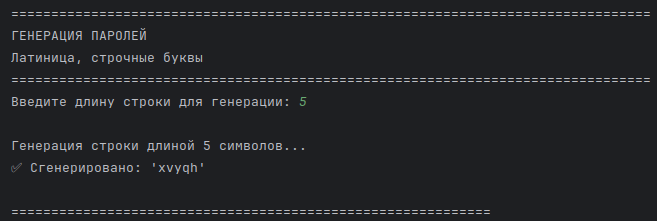 ================================================================================
ГЕНЕРАЦИЯ ПАРОЛЕЙ
Латиница, строчные буквы
================================================================================
Введите длину строки для генерации: 5
Генерация строки длиной 5 символов...
✅ Сгенерировано: 'xvyqh'
============================================================